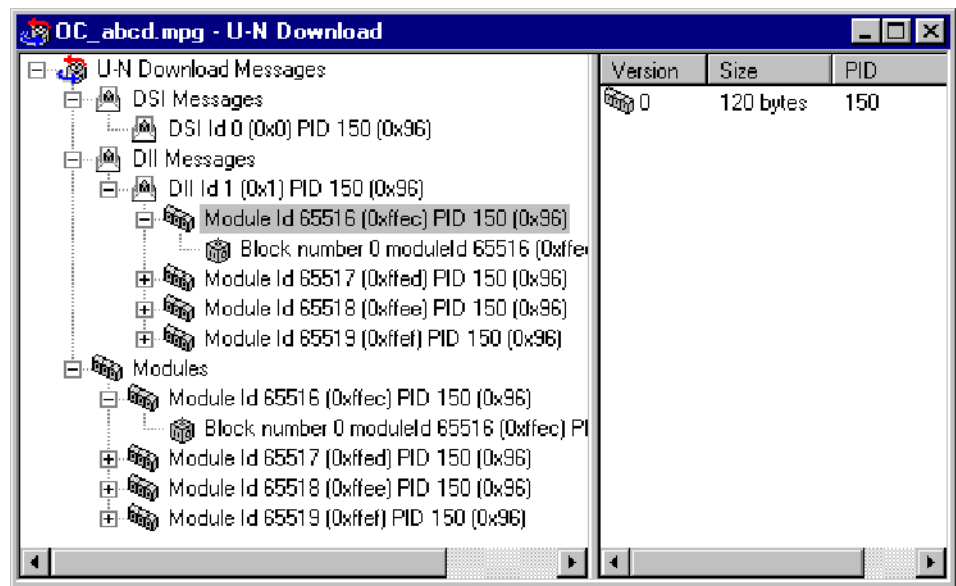 OC_abcd.mpg - U-N Download
U-N Download Messages
DSI Messages
DSI Id 0 (0x0) PID 150 (0x96)
DII Messages
DII Id 1 (0x1) PID 150 (0x96)
Module Id 65516 (0xffec) PID 150 (0x96)
Block number 0 moduleId 65516 (0xffec
Module Id 65517 (0xffed) PID 150 (0x96)
Module Id 65518 (0xffee) PID 150 (0x96)
Module Id 65519 (0xffef) PID 150 (0x96)
Modules
Module Id 65516 (0xffec) PID 150 (0x96)
Block number 0 moduleId 65516 (0xffec) PI
Module Id 65517 (0xffed) PID 150 (0x96)
Module Id 65518 (0xffee) PID 150 (0x96)
Module Id 65519 (0xffef) PID 150 (0x96)
Version Size PID
0 120 bytes 150